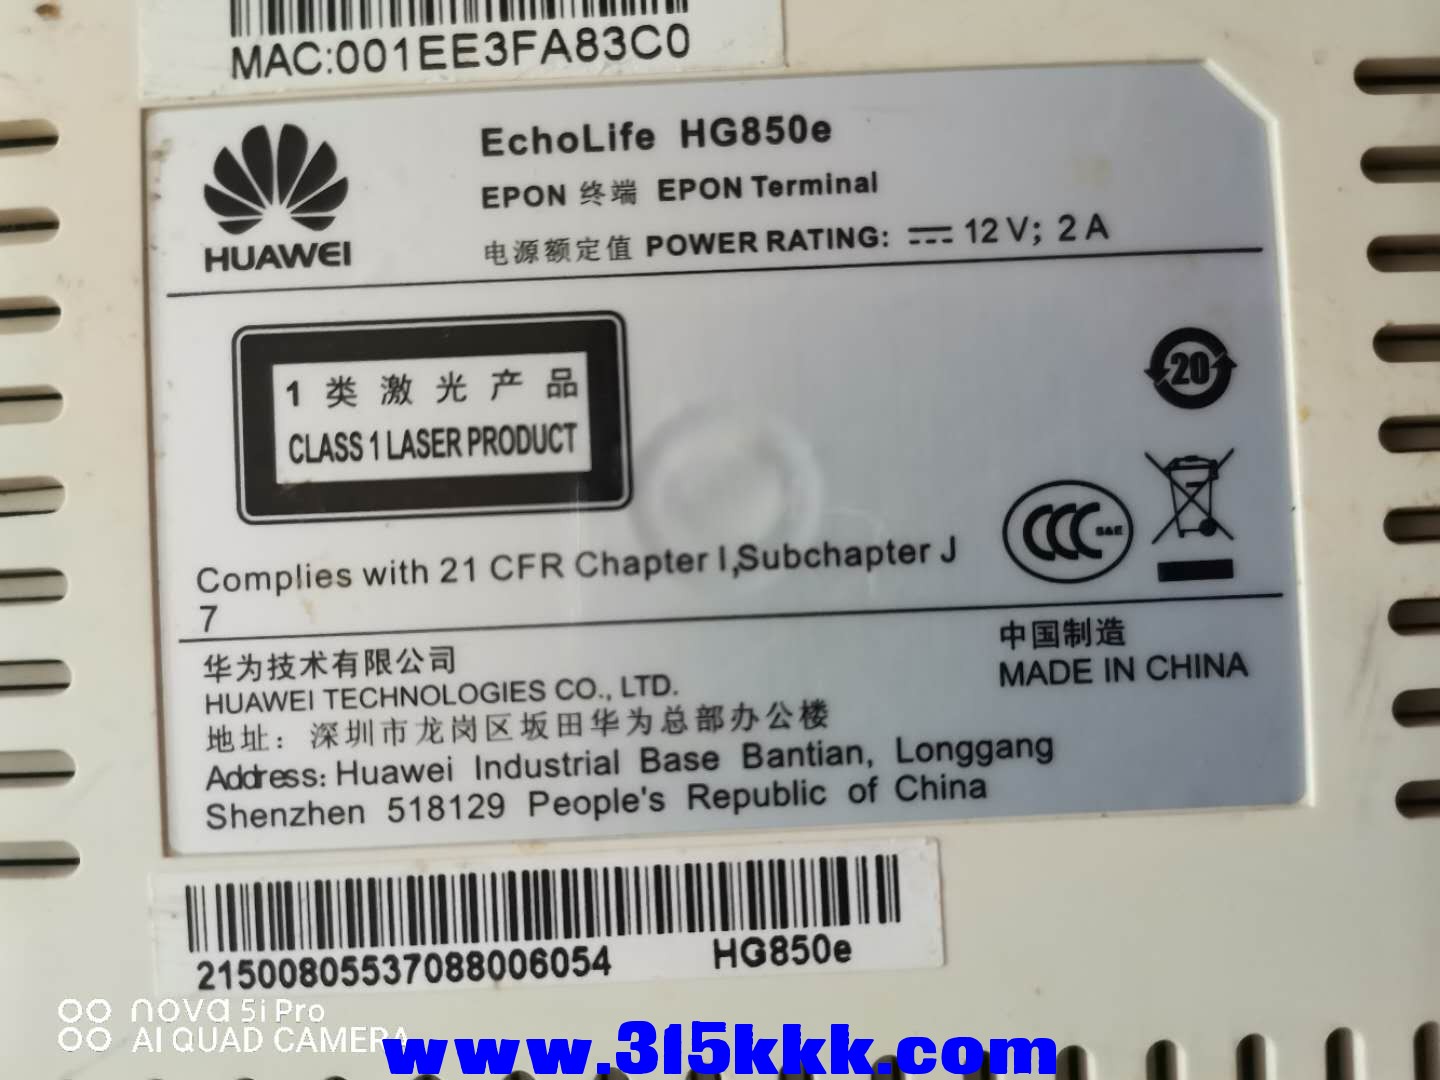 MAC:001EE3FA83C0
HUAWEI
EchoLife HG850e
EPON 终端 EPON Terminal
电源额定值 POWER RATING: ⎓ 12 V; 2 A
1 类 激 光 产 品
CLASS 1 LASER PRODUCT
20
CCC S&E
Complies with 21 CFR Chapter I,Subchapter J
7
华为技术有限公司
HUAWEI TECHNOLOGIES CO., LTD.
中国制造
MADE IN CHINA
地址：深圳市龙岗区坂田华为总部办公楼
Address: Huawei Industrial Base Bantian, Longgang
Shenzhen 518129 People's Republic of China
21500805537088006054 HG850e
nova 5i Pro
AI QUAD CAMERA
www.315kkk.com